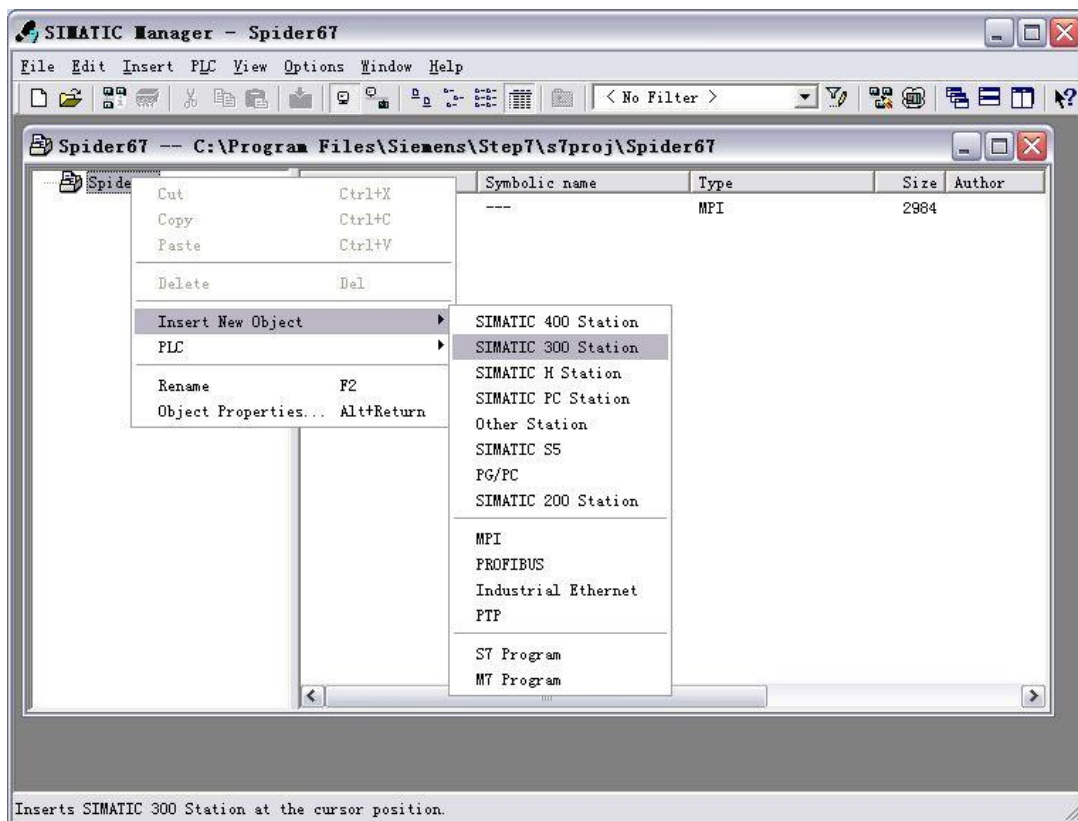 SIMATIC Manager - Spider67
File Edit Insert PLC View Options Window Help
< No Filter >
Spider67 -- C:\Program Files\Siemens\Step7\s7proj\Spider67
Symbolic name Type Size Author
--- MPI 2984
Cut Ctrl+X
Copy Ctrl+C
Paste Ctrl+V
Delete Del
Insert New Object
PLC
Rename F2
Object Properties... Alt+Return
SIMATIC 400 Station
SIMATIC 300 Station
SIMATIC H Station
SIMATIC PC Station
Other Station
SIMATIC S5
PG/PC
SIMATIC 200 Station
MPI
PROFIBUS
Industrial Ethernet
PTP
S7 Program
M7 Program
Inserts SIMATIC 300 Station at the cursor position.